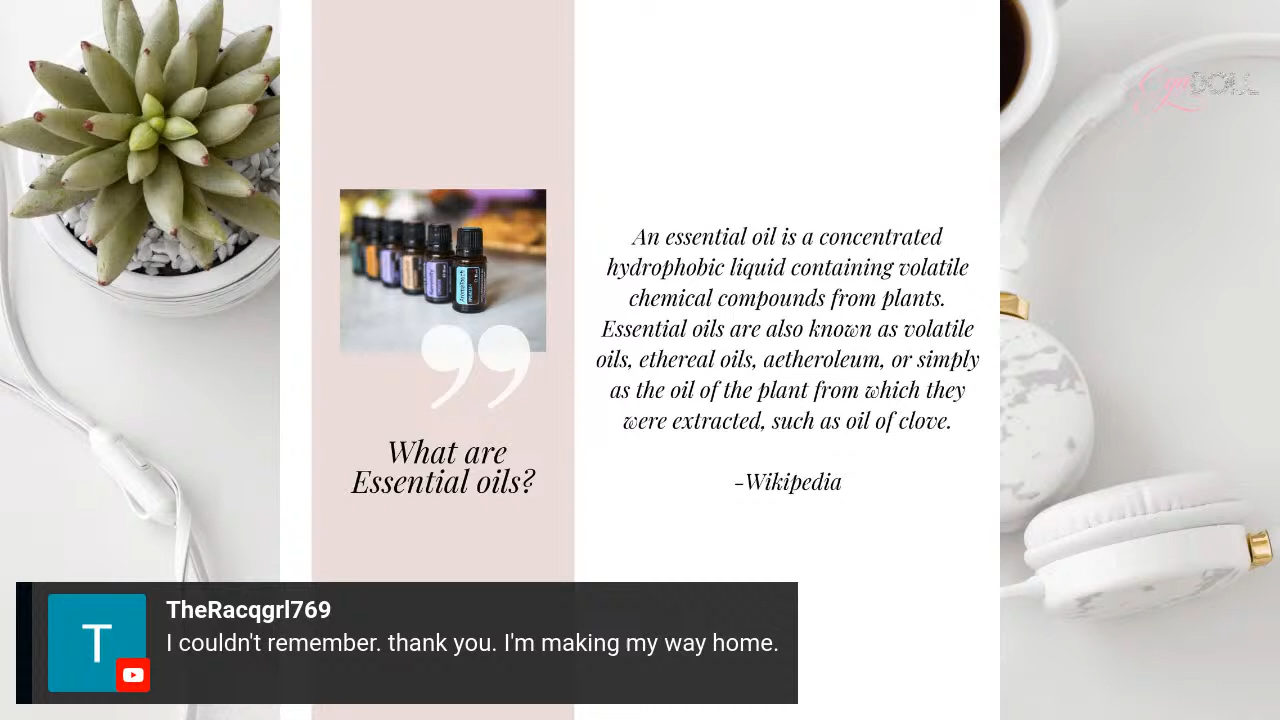 DOLL
An essential oil is a concentrated
hydrophobic liquid containing volatile
chemical compounds from plants.
Essential oils are also known as volatile
oils, ethereal oils, aetheroleum, or simply
as the oil of the plant from which they
were extracted, such as oil of clove.
-Wikipedia
”
What are
Essential oils?
TheRacqgrl769
T
I couldn't remember. thank you. I'm making my way home.